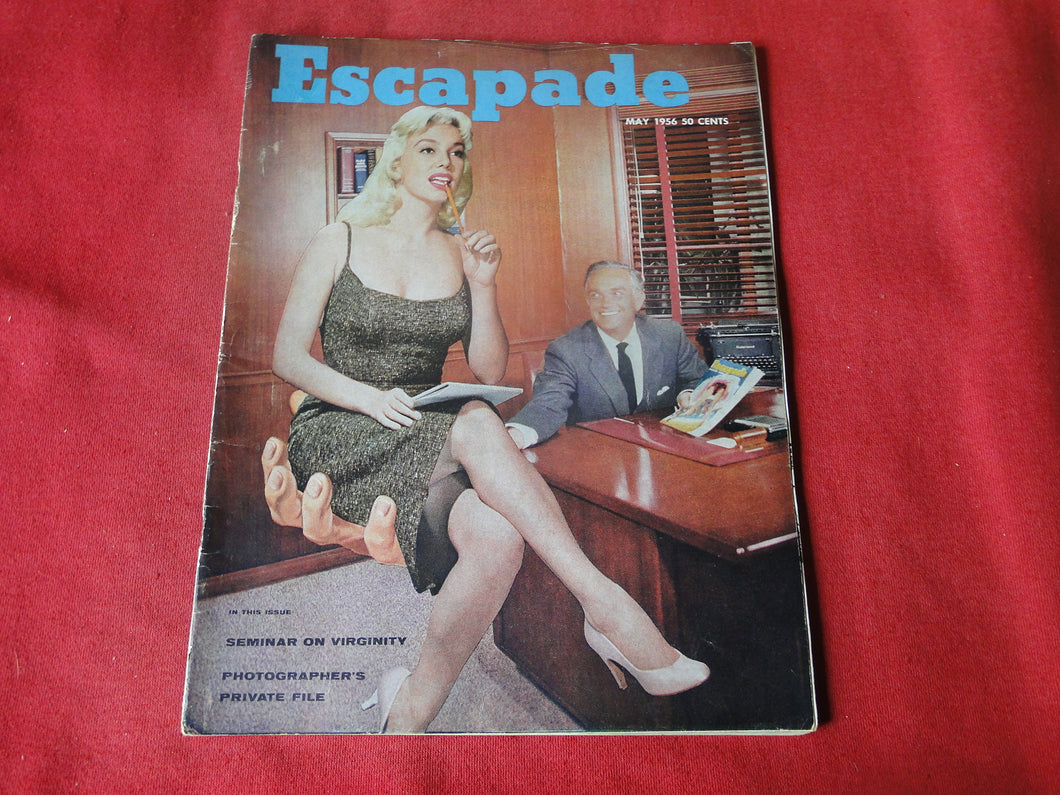 Escapade
MAY 1956 50 CENTS
IN THIS ISSUE
SEMINAR ON VIRGINITY
PHOTOGRAPHER'S
PRIVATE FILE